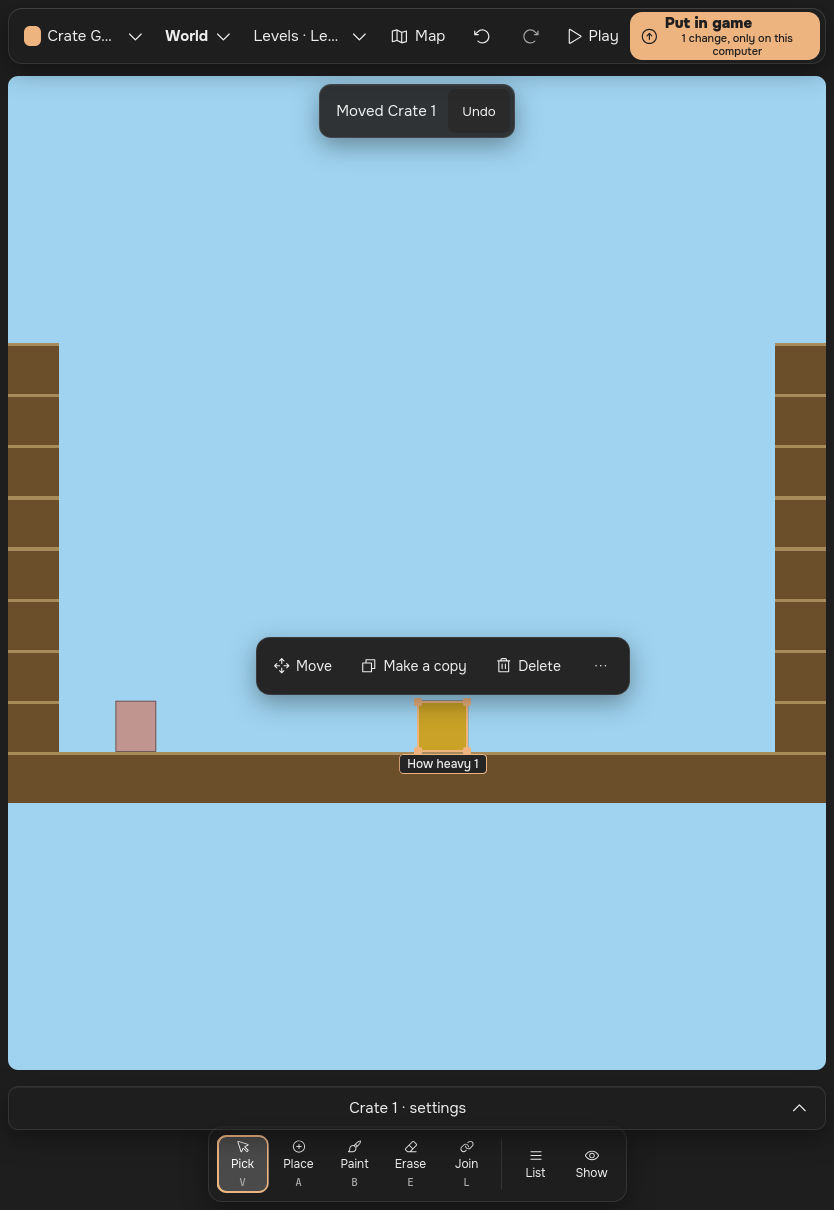 Crate G...
World
Levels · Le...
Map
Play
Put in game
1 change, only on this
computer
Moved Crate 1
Undo
Move
Make a copy
Delete
...
How heavy 1
Crate 1 · settings
Pick
Place
Paint
Erase
Join
List
Show
V
A
B
E
L